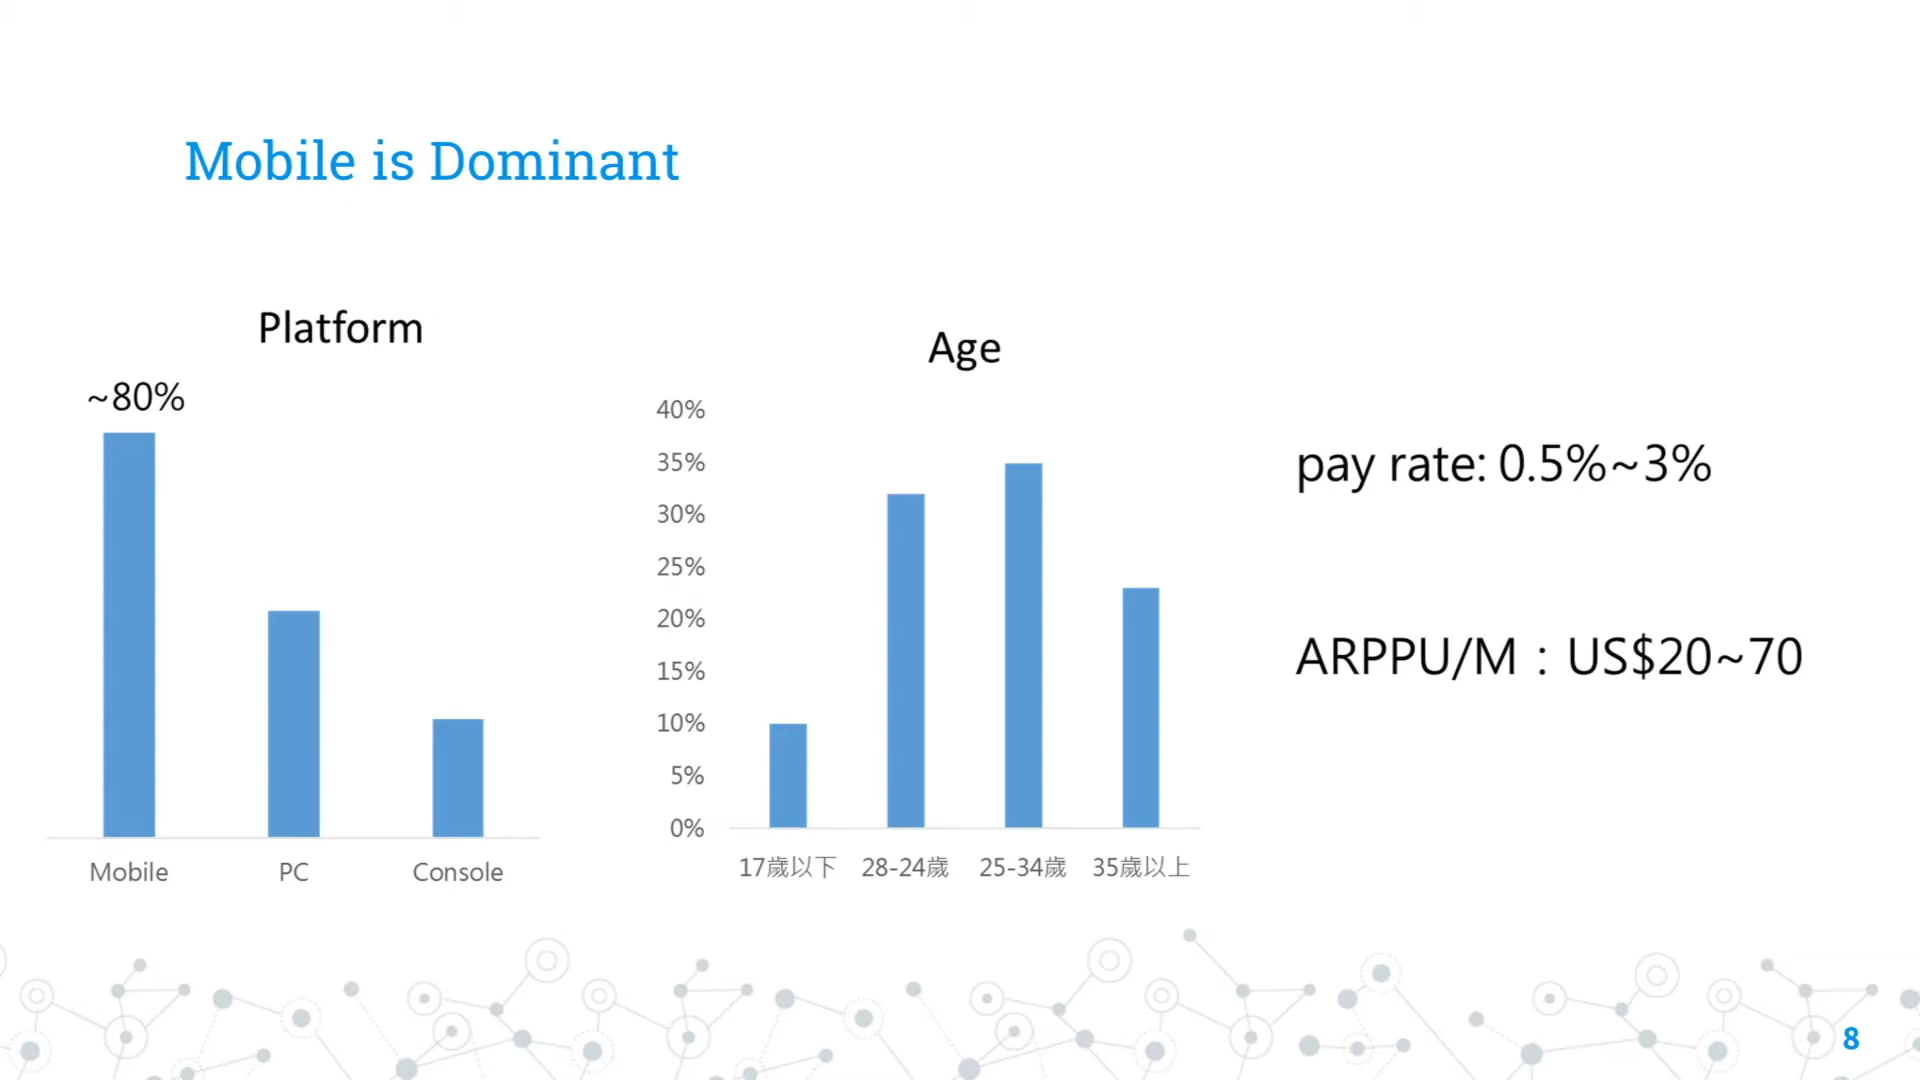 Mobile is Dominant
Platform
~80%
Mobile
PC
Console
Age
40%
35%
30%
25%
20%
15%
10%
5%
0%
17歲以下
28-24歲
25-34歲
35歲以上
pay rate: 0.5%~3%
ARPPU/M：US$20~70
8